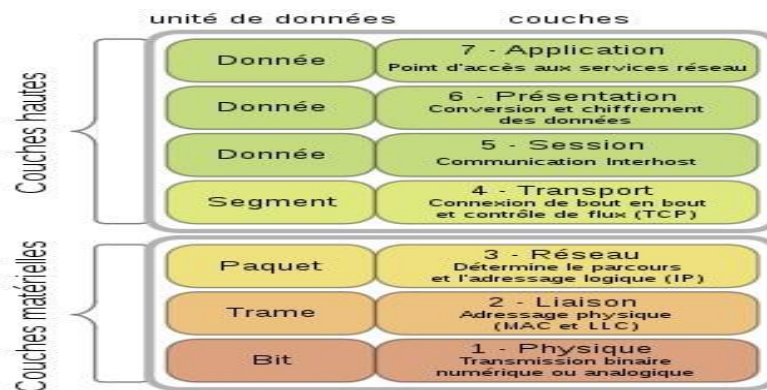 unité de données couches
Couches hautes
Donnée
7 - Application
Point d'accès aux services réseau
Donnée
6 - Présentation
Conversion et chiffrement
des données
Donnée
5 - Session
Communication Interhost
Segment
4 - Transport
Connexion de bout en bout
et contrôle de flux (TCP)
Couches matérielles
Paquet
3 - Réseau
Détermine le parcours
et l'adressage logique (IP)
Trame
2 - Liaison
Adressage physique
(MAC et LLC)
Bit
1 - Physique
Transmission binaire
numérique ou analogique